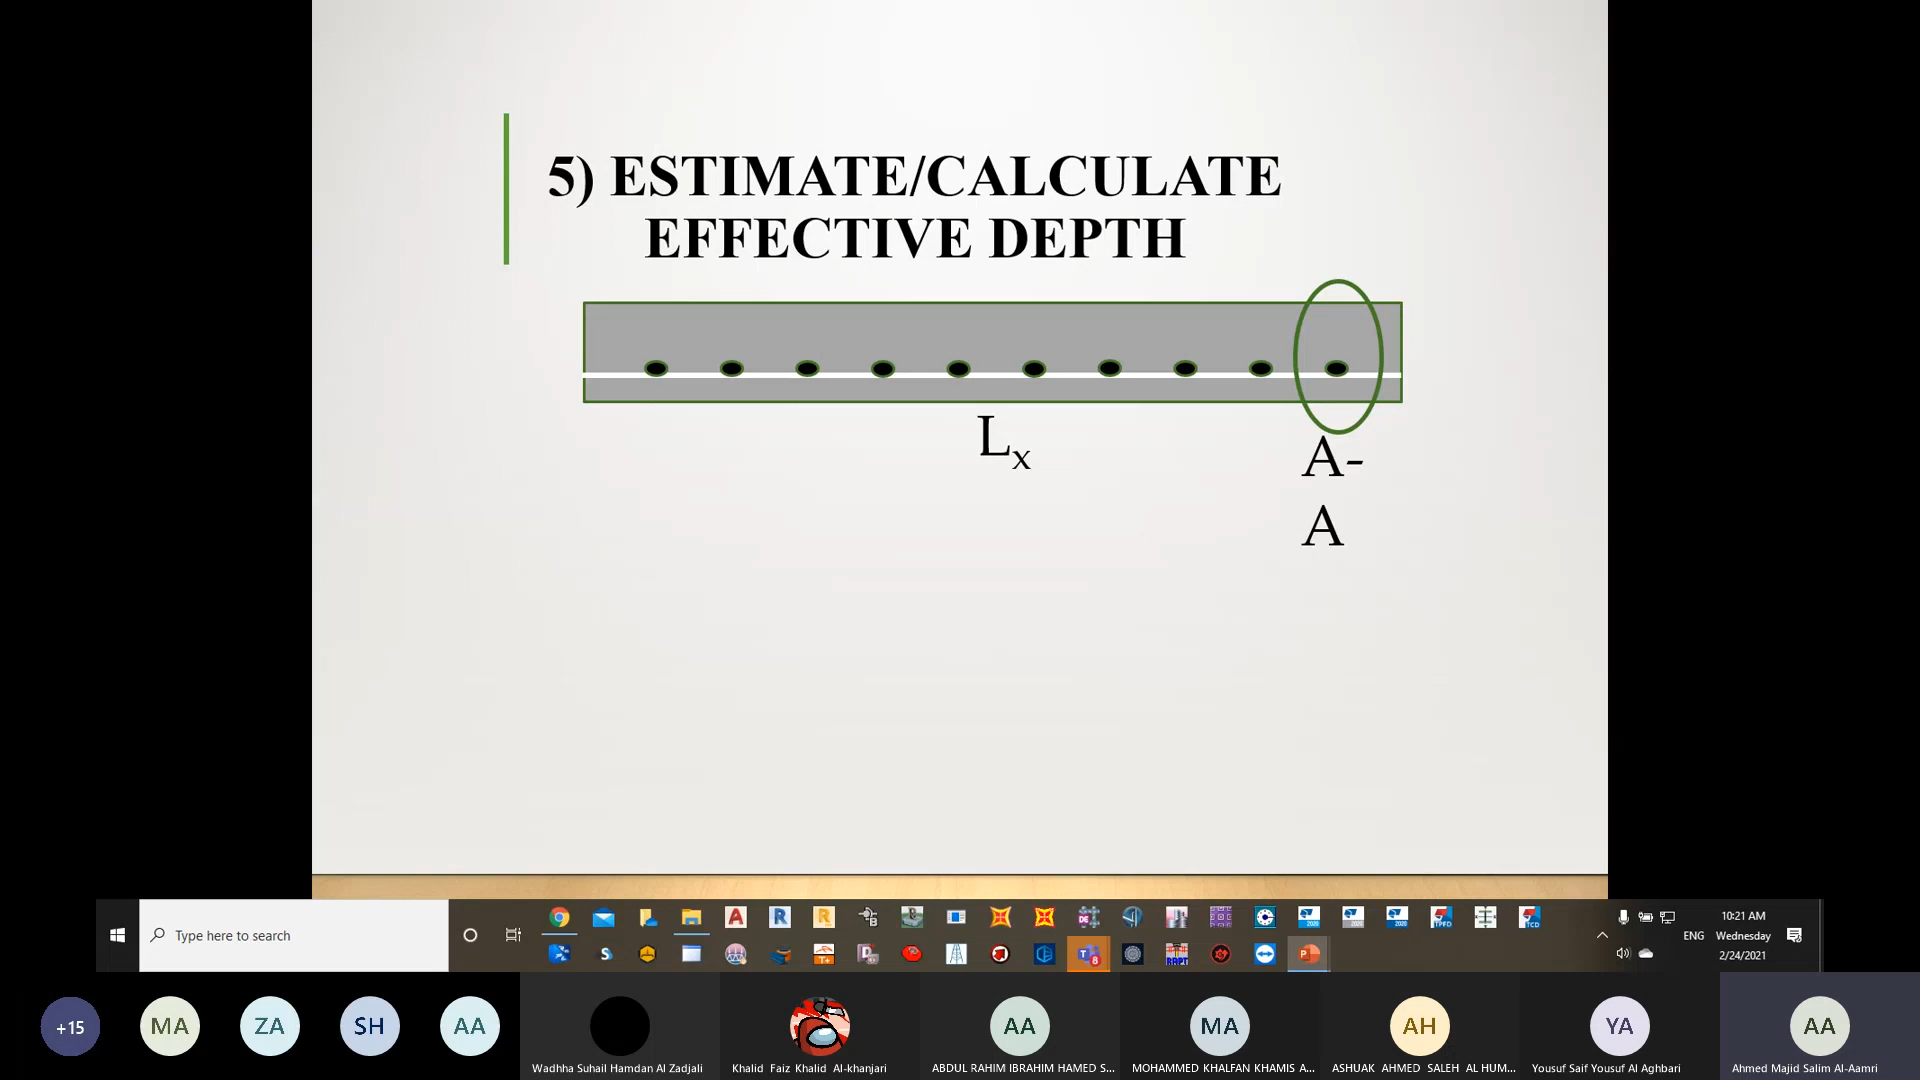 5) ESTIMATE/CALCULATE
EFFECTIVE DEPTH
Lx
A-
A
Type here to search
ENG
10:21 AM
Wednesday
2/24/2021
+15
MA
ZA
SH
AA
AA
MA
AH
YA
AA
Wadhha Suhail Hamdan Al Zadjali
Khalid Faiz Khalid Al-khanjari
ABDUL RAHIM IBRAHIM HAMED S...
MOHAMMED KHALFAN KHAMIS A...
ASHUAK AHMED SALEH AL HUM...
Yousuf Saif Yousuf Al Aghbari
Ahmed Majid Salim Al-Aamri